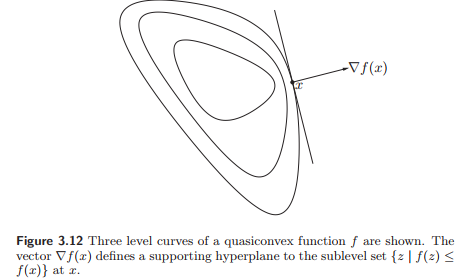 ∇f(x)
x
Figure 3.12 Three level curves of a quasiconvex function f are shown. The
vector ∇f(x) defines a supporting hyperplane to the sublevel set {z | f(z) ≤
f(x)} at x.